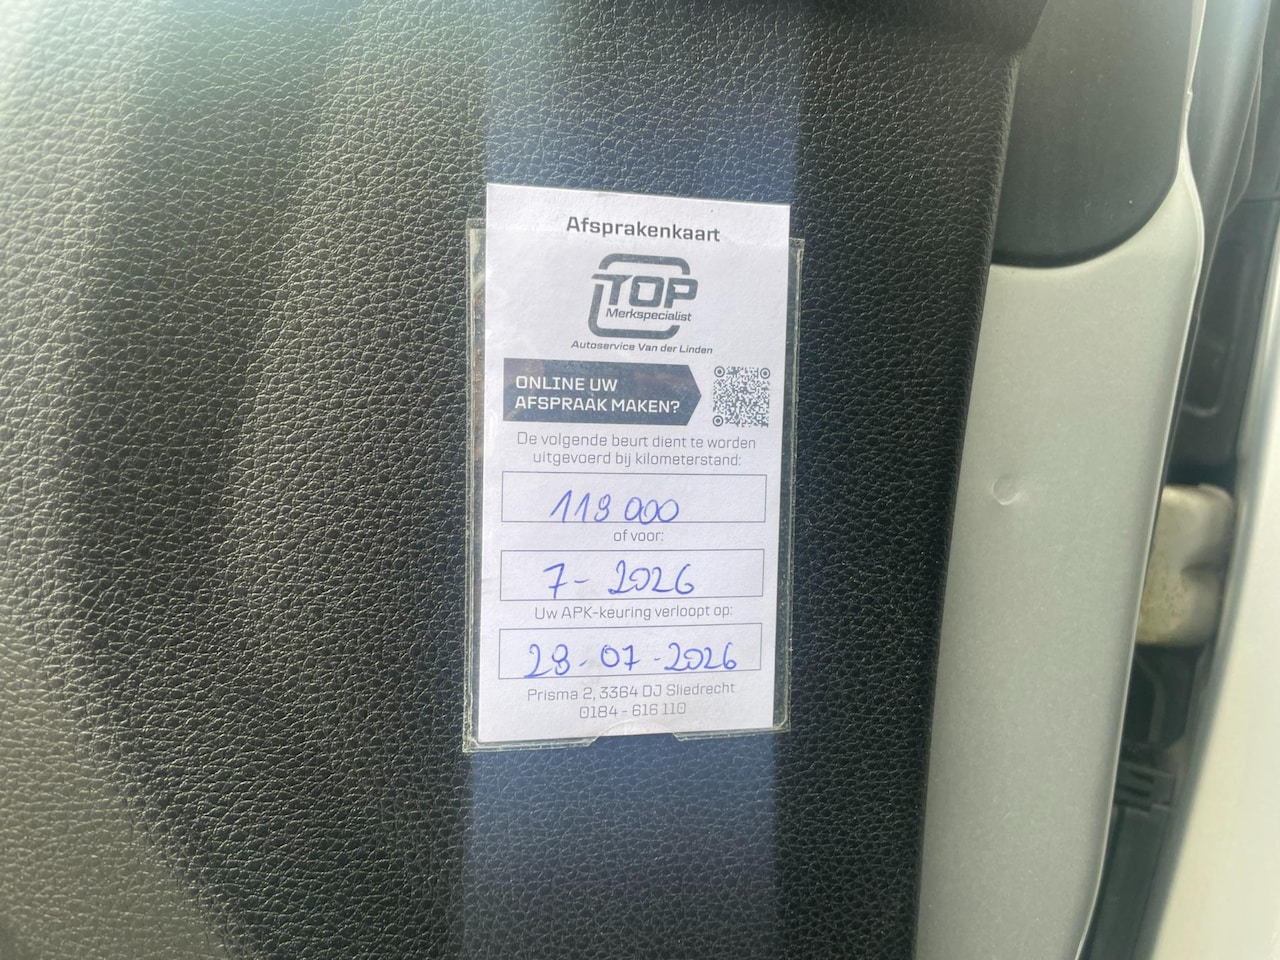 Afsprakenkaart
TOP
Merkspecialist
Autoservice Van der Linden
ONLINE UW
AFSPRAAK MAKEN?
De volgende beurt dient te worden
uitgevoerd bij kilometerstand:
119 000
of voor:
7- 2026
Uw APK-keuring verloopt op:
29-07-2026
Prisma 2, 3364 DJ Sliedrecht
0184 - 616 110